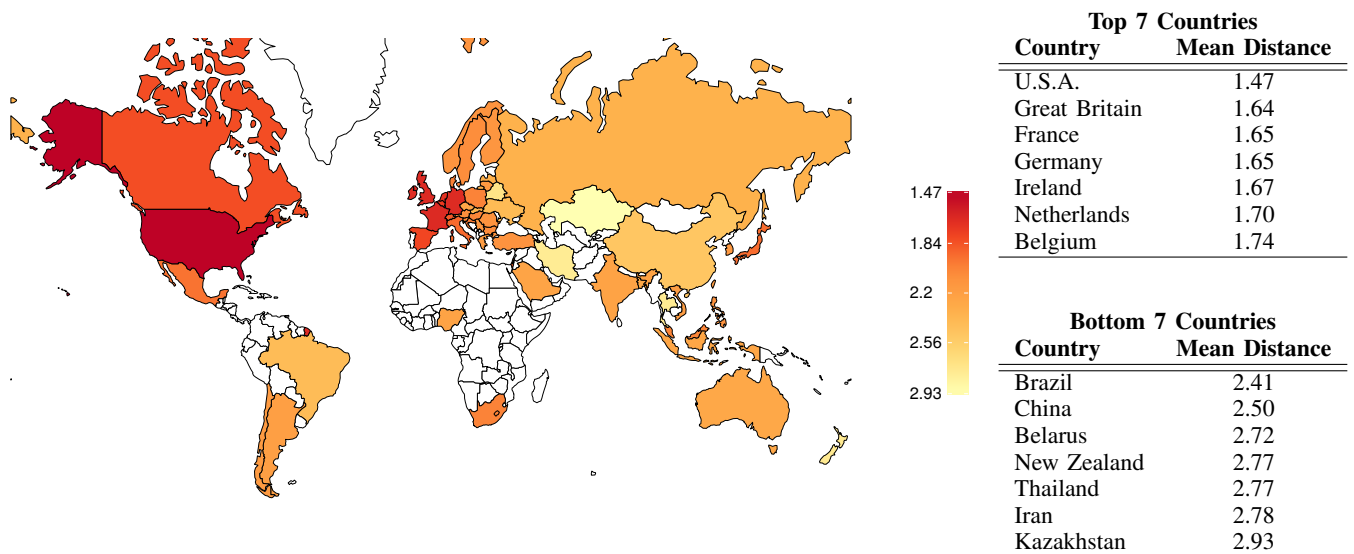 1.47
1.84
2.2
2.56
2.93
Top 7 Countries
Country Mean Distance
U.S.A. 1.47
Great Britain 1.64
France 1.65
Germany 1.65
Ireland 1.67
Netherlands 1.70
Belgium 1.74
Bottom 7 Countries
Country Mean Distance
Brazil 2.41
China 2.50
Belarus 2.72
New Zealand 2.77
Thailand 2.77
Iran 2.78
Kazakhstan 2.93